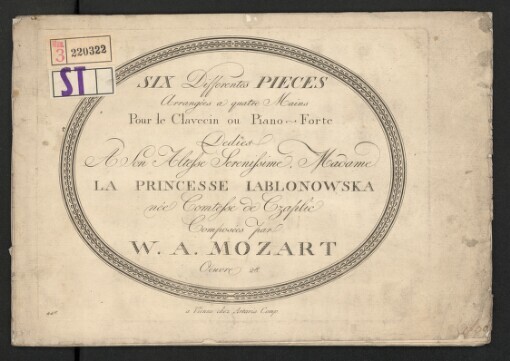 3
220322
ST
SIX Differentes PIECES
Arrangées a quatre Mains
Pour le Clavecin ou Piano Forte
Dediés
A Son Altesse Serenissime, Madame
LA PRINCESSE IABLONOWSKA
née Comtesse de Czaplic
Composées par
W. A. MOZART
Oeuvre
a Vienne chez Artaria Comp.